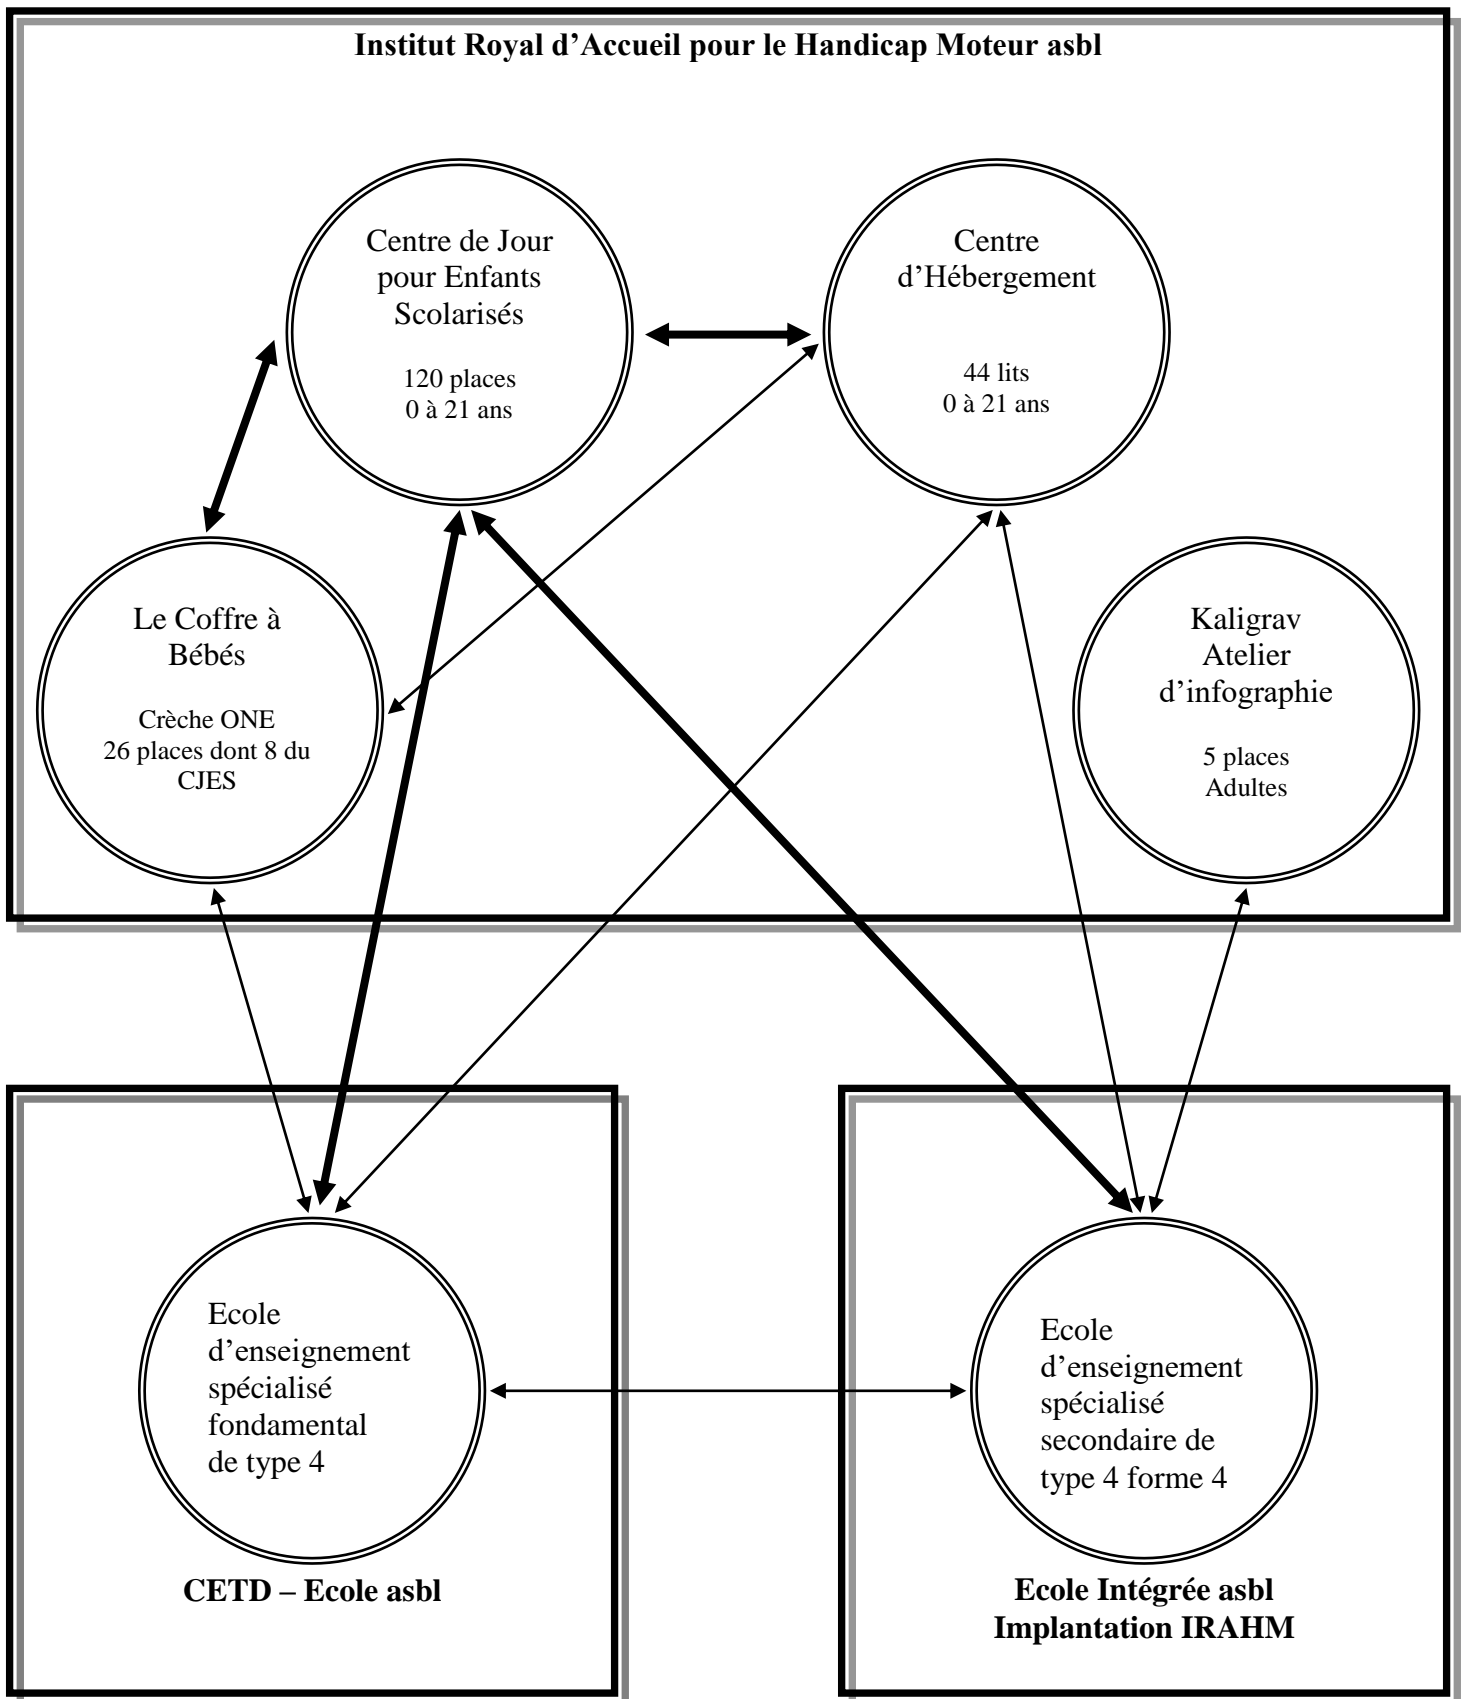 Institut Royal d’Accueil pour le Handicap Moteur asbl
Centre de Jour
pour Enfants
Scolarisés
120 places
0 à 21 ans
Centre
d’Hébergement
44 lits
0 à 21 ans
Le Coffre à
Bébés
Crèche ONE
26 places dont 8 du
CJES
Kaligrav
Atelier
d’infographie
5 places
Adultes
Ecole
d’enseignement
spécialisé
fondamental
de type 4
CETD – Ecole asbl
Ecole
d’enseignement
spécialisé
secondaire de
type 4 forme 4
Ecole Intégrée asbl
Implantation IRAHM